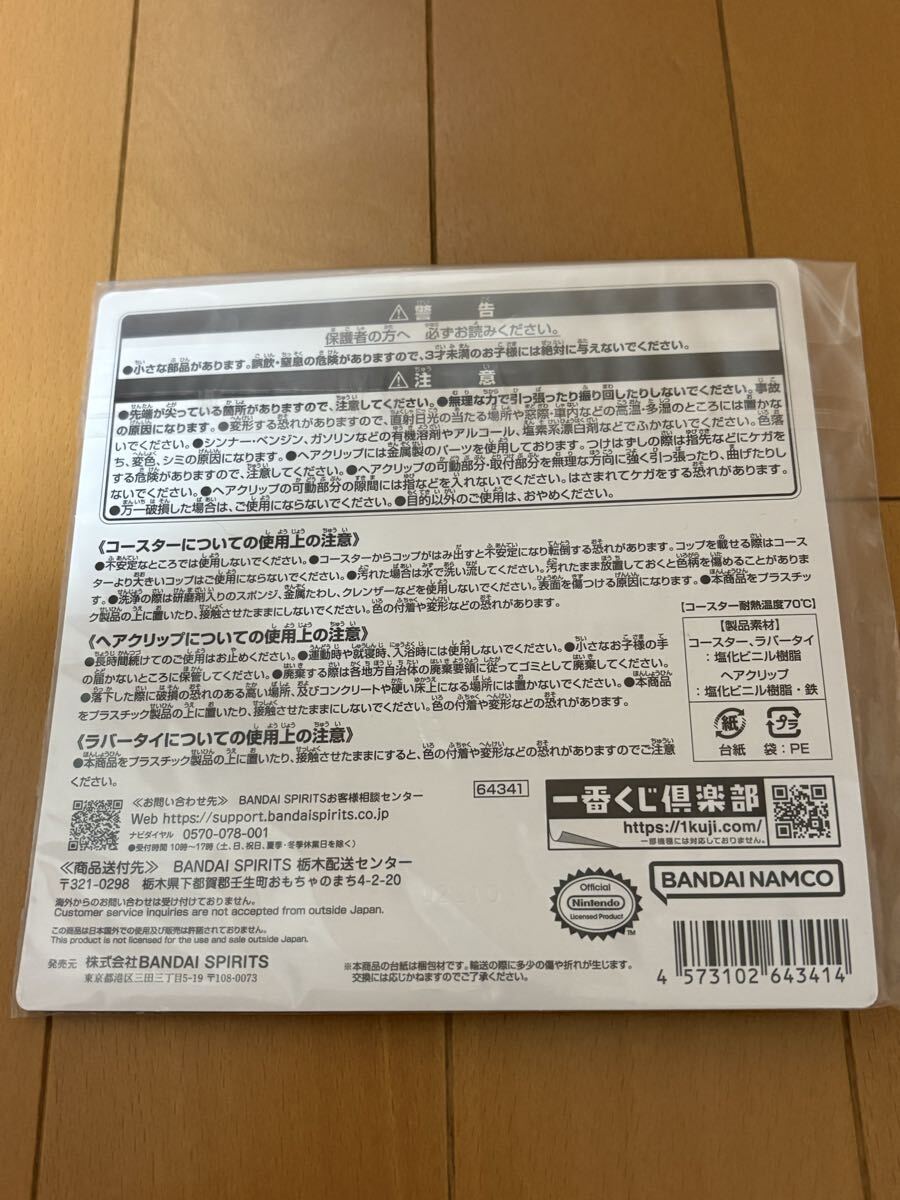 ⚠警告
保護者の方へ 必ずお読みください。
●小さな部品があります。誤飲・窒息の危険がありますので、3才未満のお子様には絶対に与えないでください。
⚠注意
●先端が尖っている箇所がありますので、注意してください。●無理な力で引っ張ったり振り回したりしないでください。事故
の原因になります。●変形する恐れがありますので、直射日光の当たる場所や窓際・車内などの高温・多湿のところには置かな
いでください。●シンナー・ベンジン、ガソリンなどの有機溶剤やアルコール、塩素系漂白剤などでふかないでください。色落
ち、変色、シミの原因になります。●ヘアクリップには金属製のパーツを使用しております。つけはずしの際は指先などにケガを
する危険がありますので、注意してください。●ヘアクリップの可動部分・取付部分を無理な方向に強く引っ張ったり、曲げたりし
ないでください。●ヘアクリップの可動部分の隙間には指などを入れないでください。はさまれてケガをする恐れがあります。
●万一破損した場合は、ご使用にならないでください。●目的以外のご使用は、おやめください。
《コースターについての使用上の注意》
●不安定なところでは使用しないでください。●コースターからコップがはみ出すと不安定になり転倒する恐れがあります。コップを載せる際はコース
ターより大きいコップはご使用にならないでください。●汚れた場合は水で洗い流してください。汚れたまま放置しておくと色柄を傷めることがあります
す。●洗浄の際は研磨剤入りのスポンジ、金属たわし、クレンザーなどを使用しないでください。表面を傷つける原因になります。●本商品をプラスチッ
ク製品の上に置いたり、接触させたままにしないでください。色の付着や変形などの恐れがあります。
《ヘアクリップについての使用上の注意》
●長時間続けてのご使用はお止めください。●運動時や就寝時、入浴時には使用しないでください。●小さなお子様の手
の届かないところに保管してください。●廃棄する際は各地方自治体の廃棄要領に従ってゴミとして廃棄してください。
●落下した際に破損の恐れのある高い場所、及びコンクリートや硬い床上になる場所には置かないでください。●本商品
をプラスチック製品の上に置いたり、接触させたままにしないでください。色の付着や変形などの恐れがあります。
《ラバータイについての使用上の注意》
●本商品をプラスチック製品の上に置いたり、接触させたままにすると、色の付着や変形などの恐れがありますのでご注意
ください。
【コースター耐熱温度70℃】
【製品素材】
コースター、ラバータイ
：塩化ビニル樹脂
ヘアクリップ
：塩化ビニル樹脂・鉄
紙
台紙
プラ
袋：PE
≪お問い合わせ先≫ BANDAI SPIRITSお客様相談センター
Web https://support.bandaispirits.co.jp
ナビダイヤル 0570-078-001
●受付時間 10時～17時（土、日、祝日、夏季・冬季休業日を除く）
≪商品送付先≫ BANDAI SPIRITS 栃木配送センター
〒321-0298 栃木県下都賀郡壬生町おもちゃのまち4-2-20
海外からのお問い合わせは受け付けておりません。
Customer service inquiries are not accepted from outside Japan.
この商品は日本国外での使用及び販売は許諾されておりません。
This product is not licensed for the use and sale outside Japan.
発売元 株式会社BANDAI SPIRITS
東京都港区三田三丁目5-19 〒108-0073
64341
一番くじ倶楽部
https://1kuji.com/
一部機種には対応しておりません。
Official
Nintendo
Licensed Product
TM
BANDAI NAMCO
※本商品の台紙は梱包材です。輸送の際に多少の傷や折れが生じます。
交換には応じかねますのでご了承ください。
4 573102 643414